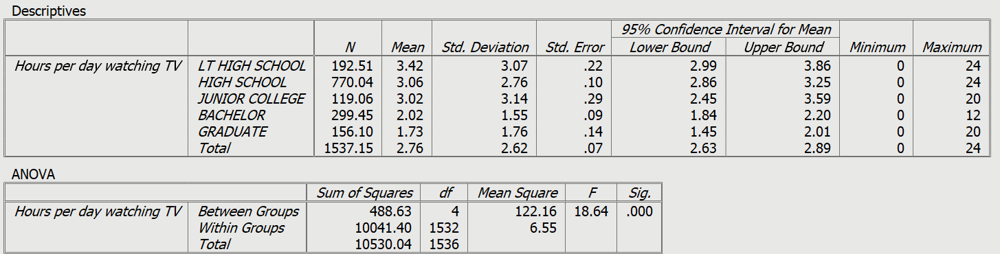 Descriptives
95% Confidence Interval for Mean
N Mean Std. Deviation Std. Error Lower Bound Upper Bound Minimum Maximum
Hours per day watching TV LT HIGH SCHOOL 192.51 3.42 3.07 .22 2.99 3.86 0 24
HIGH SCHOOL 770.04 3.06 2.76 .10 2.86 3.25 0 24
JUNIOR COLLEGE 119.06 3.02 3.14 .29 2.45 3.59 0 20
BACHELOR 299.45 2.02 1.55 .09 1.84 2.20 0 12
GRADUATE 156.10 1.73 1.76 .14 1.45 2.01 0 20
Total 1537.15 2.76 2.62 .07 2.63 2.89 0 24
ANOVA
Sum of Squares df Mean Square F Sig.
Hours per day watching TV Between Groups 488.63 4 122.16 18.64 .000
Within Groups 10041.40 1532 6.55
Total 10530.04 1536